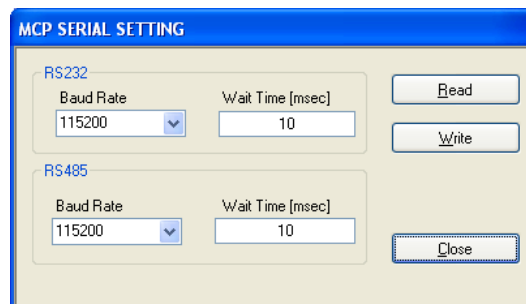 MCP SERIAL SETTING
RS232
Baud Rate Wait Time [msec]
115200 10
Read
Write
RS485
Baud Rate Wait Time [msec]
115200 10
Close